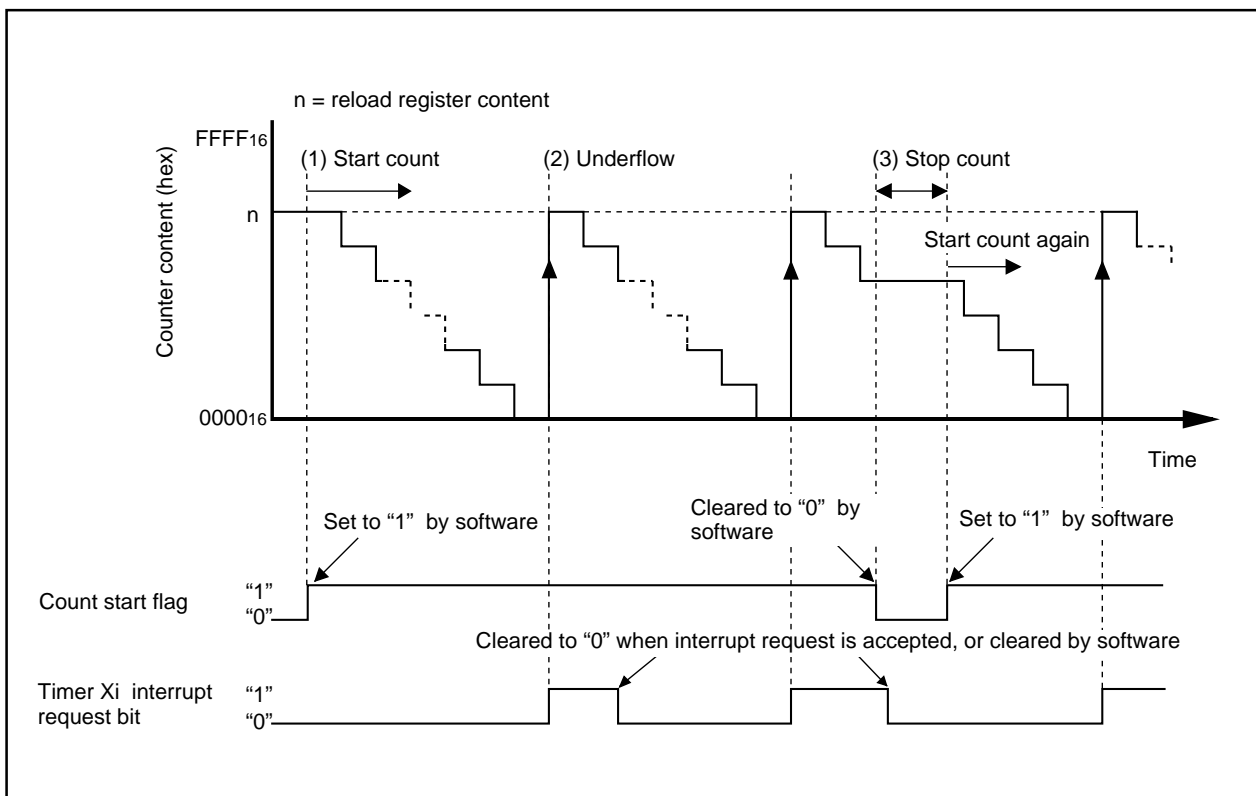 n = reload register content
FFFF16
(1) Start count
(2) Underflow
(3) Stop count
n
Start count again
Counter content (hex)
000016
Time
Set to “1” by software
Cleared to “0” by
software
Set to “1” by software
Count start flag
“1”
“0”
Cleared to “0” when interrupt request is accepted, or cleared by software
Timer Xi interrupt
request bit
“1”
“0”